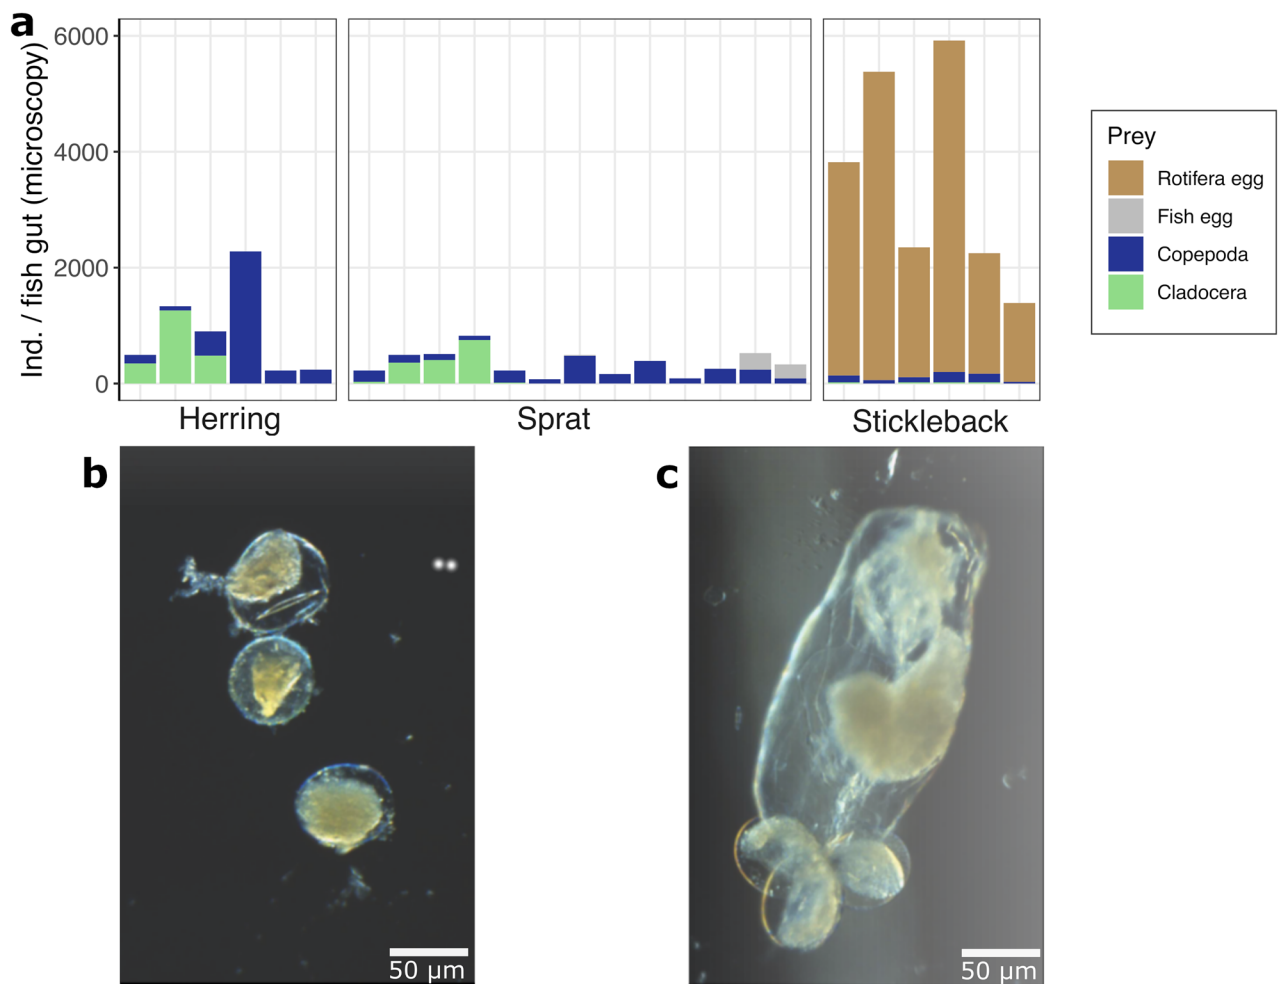 a
Ind. / fish gut (microscopy)
6000
4000
2000
0
Herring
Sprat
Stickleback
Prey
Rotifera egg
Fish egg
Copepoda
Cladocera
b
50 µm
c
50 µm